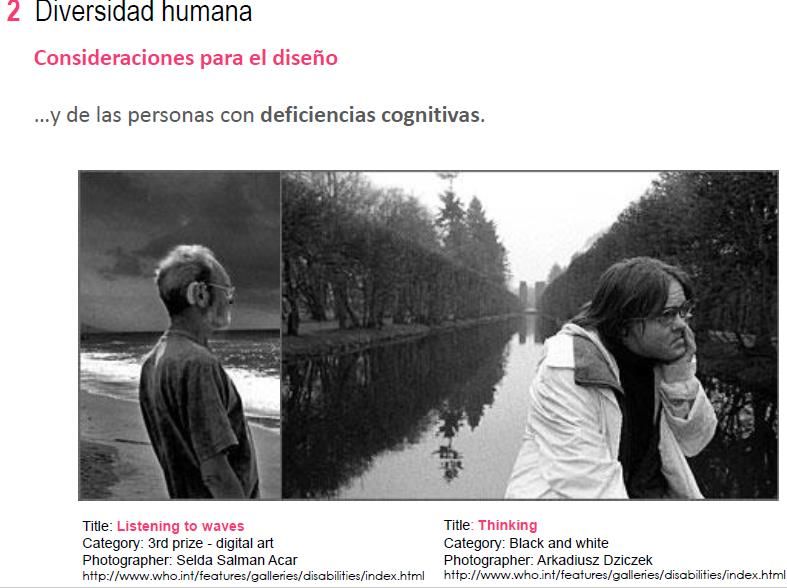 2 Diversidad humana
Consideraciones para el diseño
...y de las personas con deficiencias cognitivas.
Title: Listening to waves
Category: 3rd prize - digital art
Photographer: Selda Salman Acar
http://www.who.int/features/galleries/disabilities/index.html
Title: Thinking
Category: Black and white
Photographer: Arkadiusz Dziczek
http://www.who.int/features/galleries/disabilities/index.html